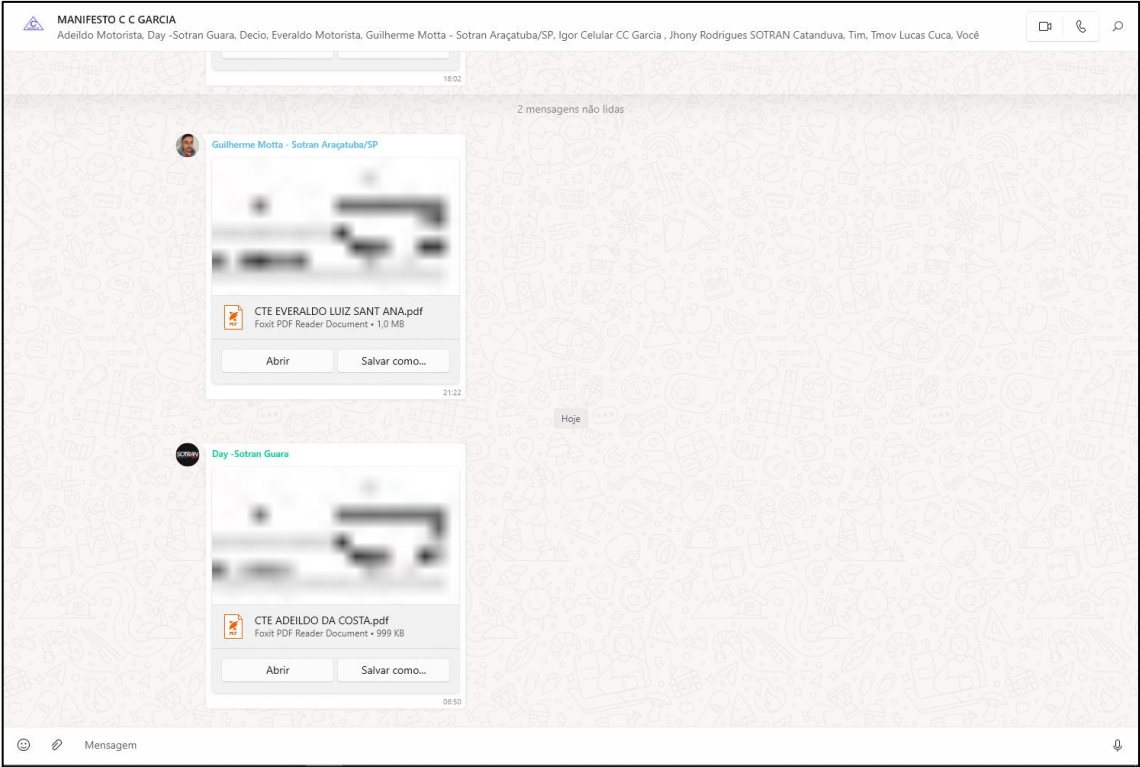 MANIFESTO C C GARCIA
Adeildo Motorista, Day -Sotran Guara, Decio, Everaldo Motorista, Guilherme Motta - Sotran Araçatuba/SP, Igor Celular CC Garcia , Jhony Rodrigues SOTRAN Catanduva, Tim, Tmov Lucas Cuca, Você
16:02
2 mensagens não lidas
Guilherme Motta - Sotran Araçatuba/SP
CTE EVERALDO LUIZ SANT ANA.pdf
Foxit PDF Reader Document • 1,0 MB
Abrir Salvar como...
21:22
Hoje
SOTRAN
Day -Sotran Guara
CTE ADEILDO DA COSTA.pdf
Foxit PDF Reader Document • 999 KB
Abrir Salvar como...
06:50
Mensagem